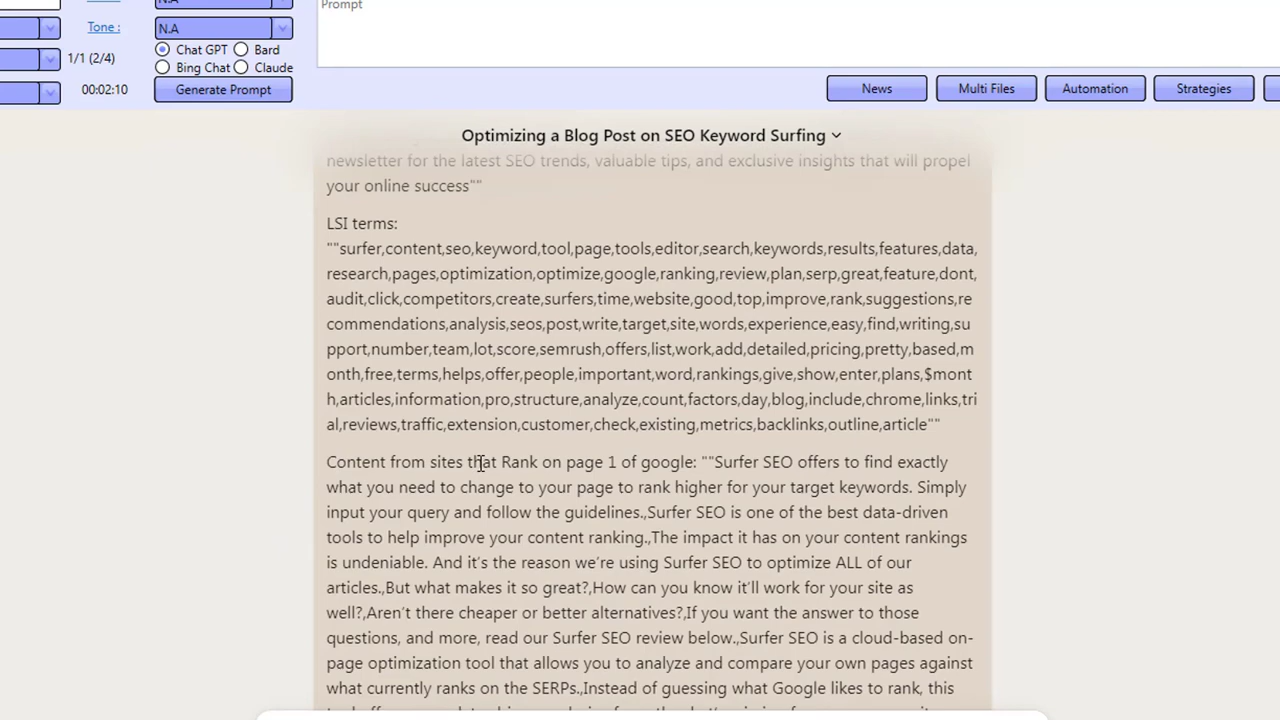 Prompt
N.A
Tone :
N.A
1/1 (2/4)
Chat GPT
Bard
Bing Chat
Claude
00:02:10
Generate Prompt
News
Multi Files
Automation
Strategies
Optimizing a Blog Post on SEO Keyword Surfing
newsletter for the latest SEO trends, valuable tips, and exclusive insights that will propel
your online success""
LSI terms:
""surfer,content,seo,keyword,tool,page,tools,editor,search,keywords,results,features,data,
research,pages,optimization,optimize,google,ranking,review,plan,serp,great,feature,dont,
audit,click,competitors,create,surfers,time,website,good,top,improve,rank,suggestions,re
commendations,analysis,seos,post,write,target,site,words,experience,easy,find,writing,su
pport,number,team,lot,score,semrush,offers,list,work,add,detailed,pricing,pretty,based,m
onth,free,terms,helps,offer,people,important,word,rankings,give,show,enter,plans,$mont
h,articles,information,pro,structure,analyze,count,factors,day,blog,include,chrome,links,tri
al,reviews,traffic,extension,customer,check,existing,metrics,backlinks,outline,article""
Content from sites that Rank on page 1 of google: ""Surfer SEO offers to find exactly
what you need to change to your page to rank higher for your target keywords. Simply
input your query and follow the guidelines.,Surfer SEO is one of the best data-driven
tools to help improve your content ranking.,The impact it has on your content rankings
is undeniable. And it's the reason we're using Surfer SEO to optimize ALL of our
articles.,But what makes it so great?,How can you know it'll work for your site as
well?,Aren't there cheaper or better alternatives?,If you want the answer to those
questions, and more, read our Surfer SEO review below.,Surfer SEO is a cloud-based on-
page optimization tool that allows you to analyze and compare your own pages against
what currently ranks on the SERPs.,Instead of guessing what Google likes to rank, this